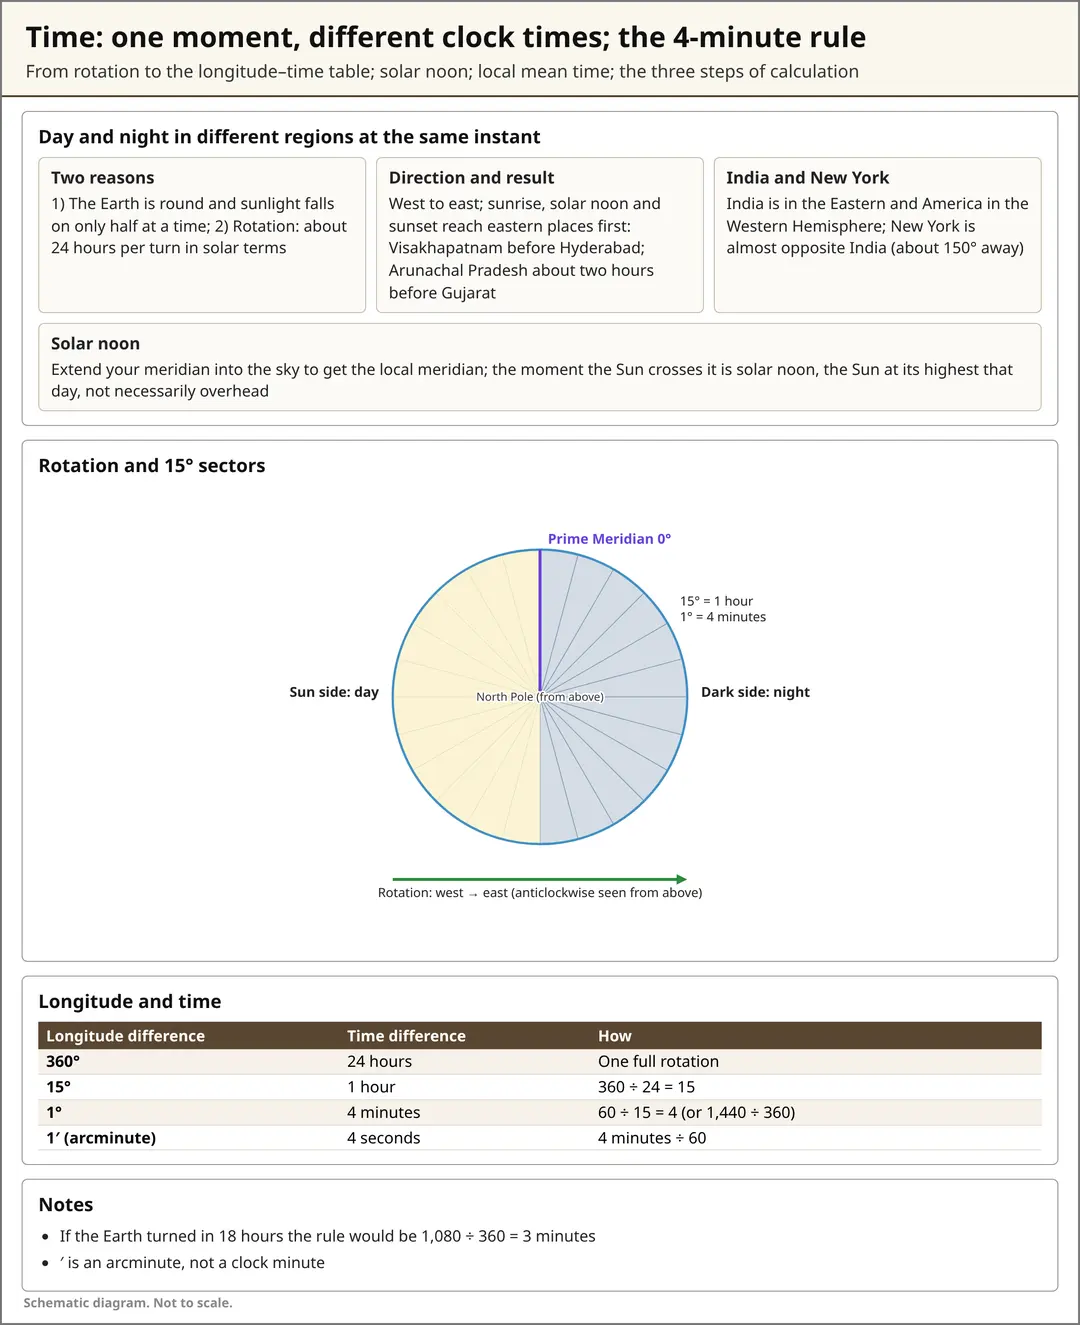 Time: one moment, different clock times; the 4-minute rule
From rotation to the longitude–time table; solar noon; local mean time; the three steps of calculation
Day and night in different regions at the same instant
Two reasons
1) The Earth is round and sunlight falls
on only half at a time; 2) Rotation: about
24 hours per turn in solar terms
Direction and result
West to east; sunrise, solar noon and
sunset reach eastern places first:
Visakhapatnam before Hyderabad;
Arunachal Pradesh about two hours
before Gujarat
India and New York
India is in the Eastern and America in the
Western Hemisphere; New York is
almost opposite India (about 150° away)
Solar noon
Extend your meridian into the sky to get the local meridian; the moment the Sun crosses it is solar noon, the Sun at its highest that
day, not necessarily overhead
Rotation and 15° sectors
Prime Meridian 0°
15° = 1 hour
1° = 4 minutes
Sun side: day
North Pole (from above)
Dark side: night
Rotation: west → east (anticlockwise seen from above)
Longitude and time
Longitude difference Time difference How
360° 24 hours One full rotation
15° 1 hour 360 ÷ 24 = 15
1° 4 minutes 60 ÷ 15 = 4 (or 1,440 ÷ 360)
1′ (arcminute) 4 seconds 4 minutes ÷ 60
Notes
• If the Earth turned in 18 hours the rule would be 1,080 ÷ 360 = 3 minutes
• ′ is an arcminute, not a clock minute
Schematic diagram. Not to scale.